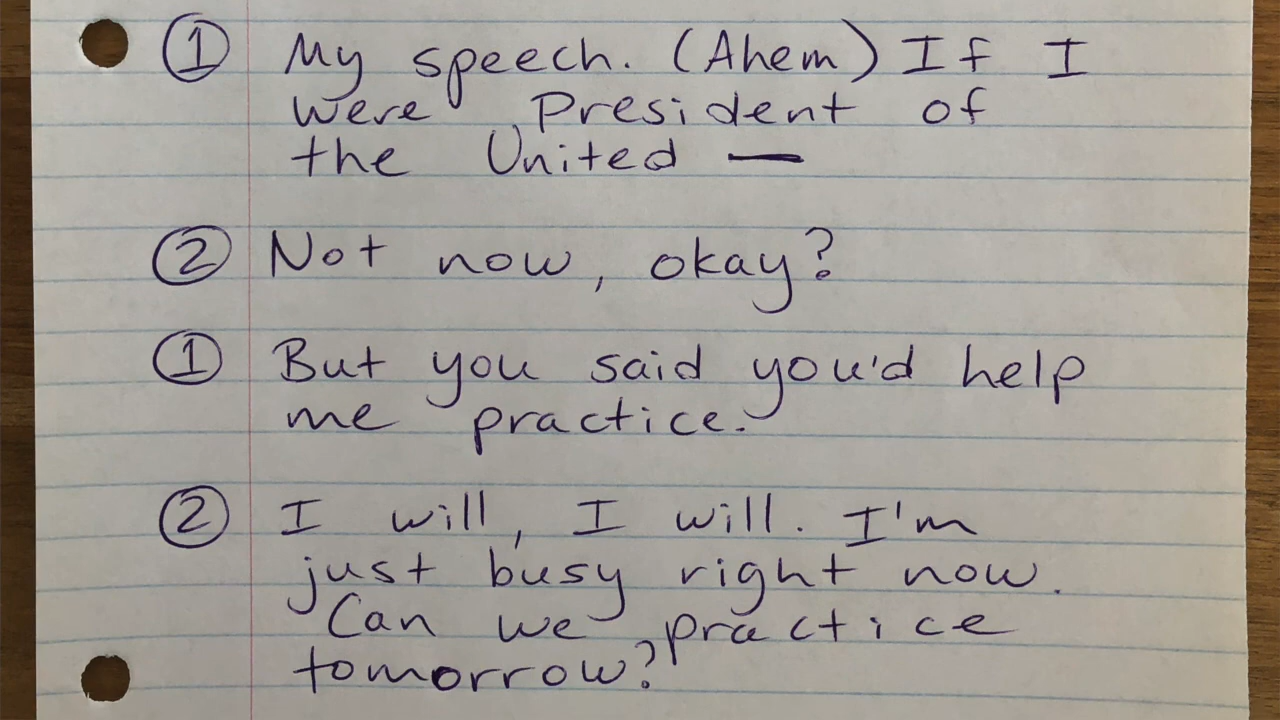 ① My speech. (Ahem) If I
were President of
the United —
② Not now, okay?
① But you said you'd help
me practice.
② I will, I will. I'm
just busy right now.
Can we practice
tomorrow?